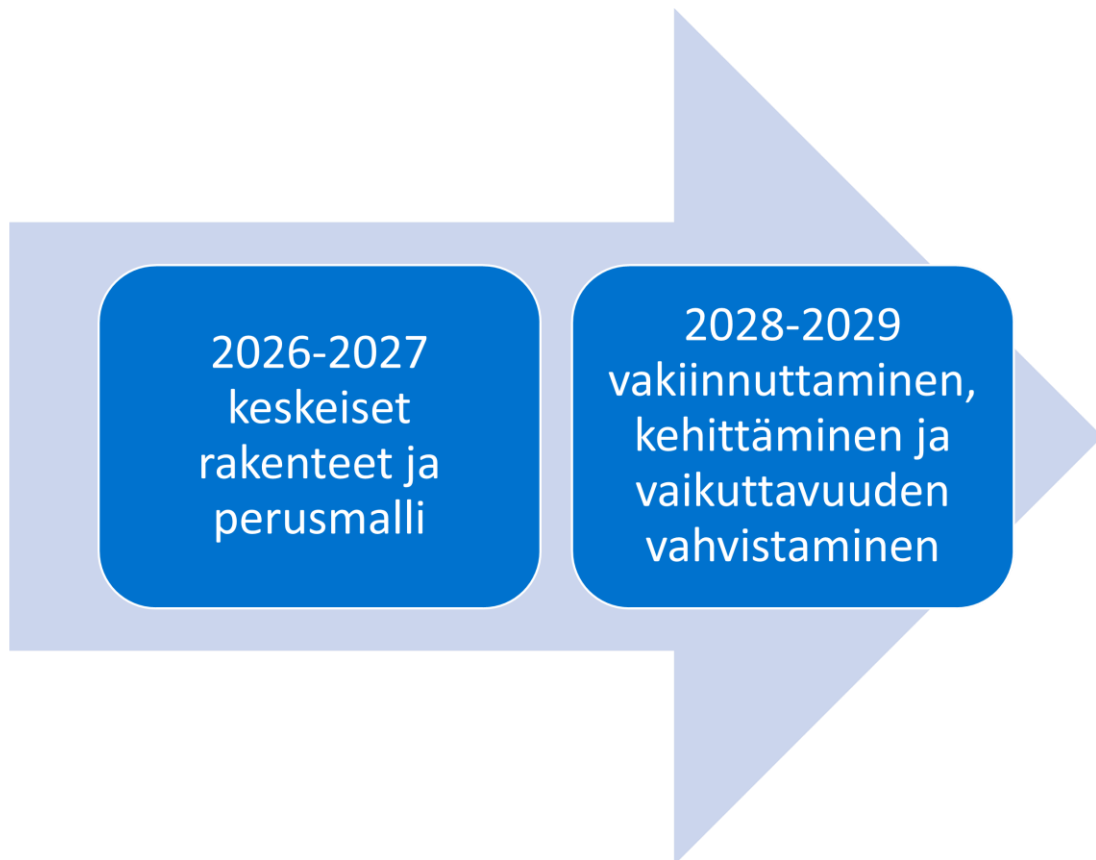 2026-2027
keskeiset
rakenteet ja
perusmalli
2028-2029
vakiinnuttaminen,
kehittäminen ja
vaikuttavuuden
vahvistaminen